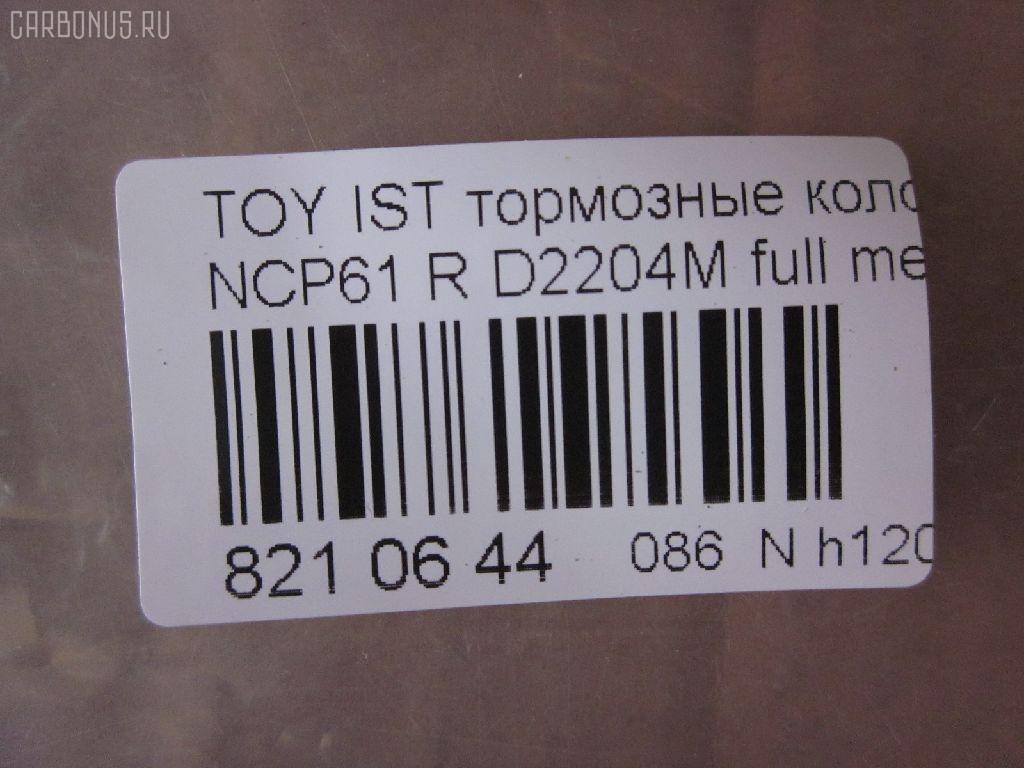 CARBONUS.RU
TOY IST тормозные коло
NCP61 R D2204M full me
821 06 44 086 N h120